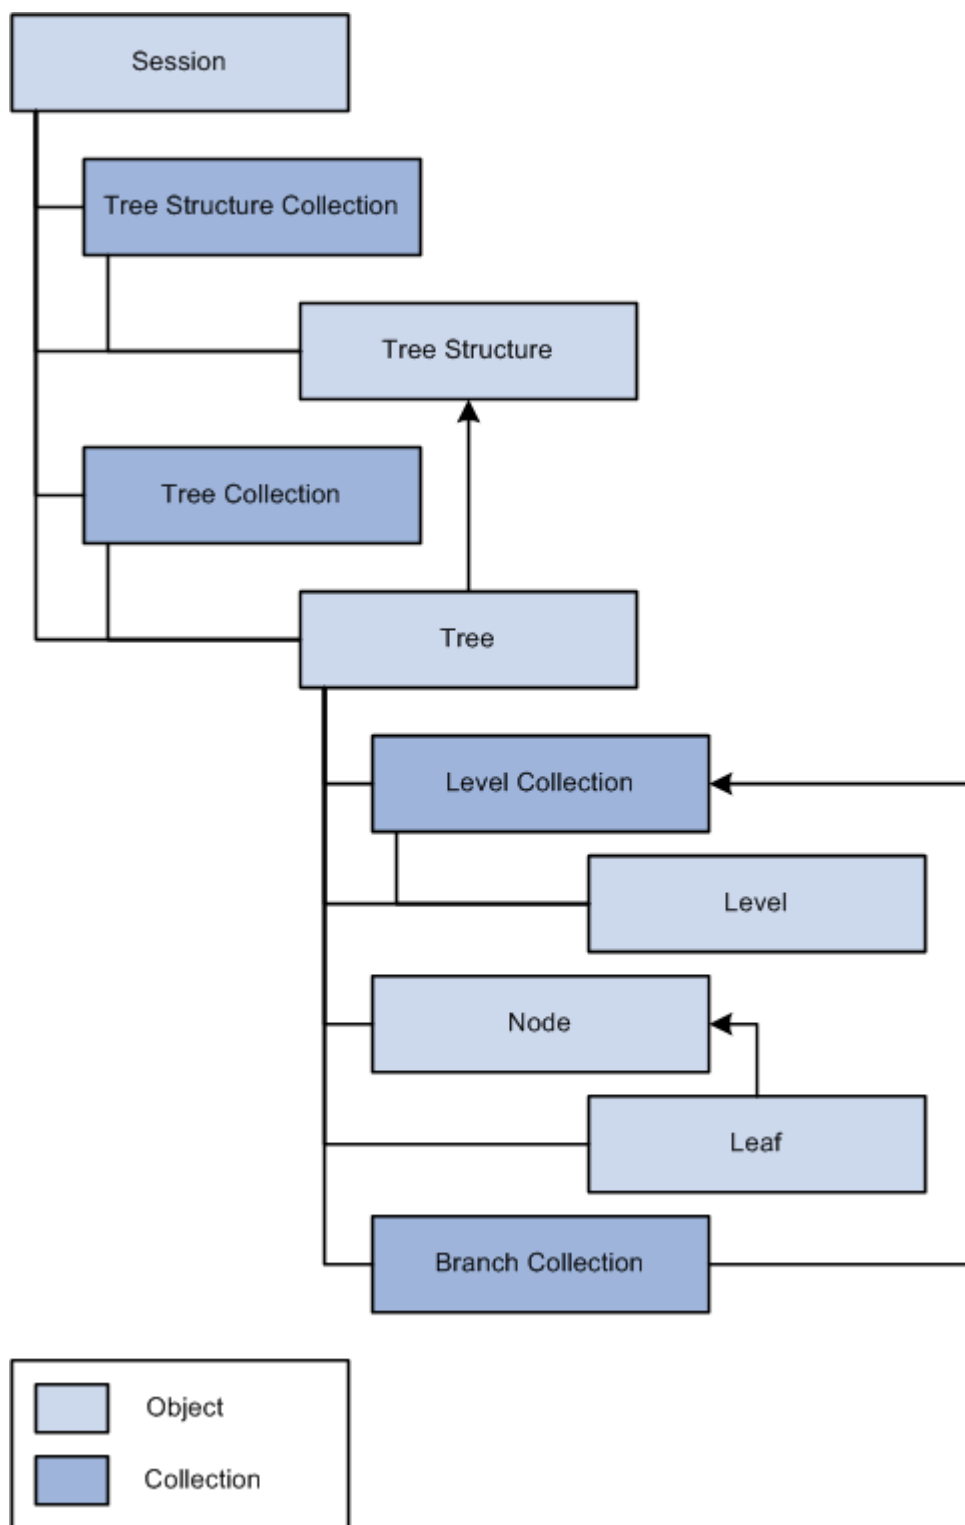 Session
Tree Structure Collection
Tree Structure
Tree Collection
Tree
Level Collection
Level
Node
Leaf
Branch Collection
Object
Collection